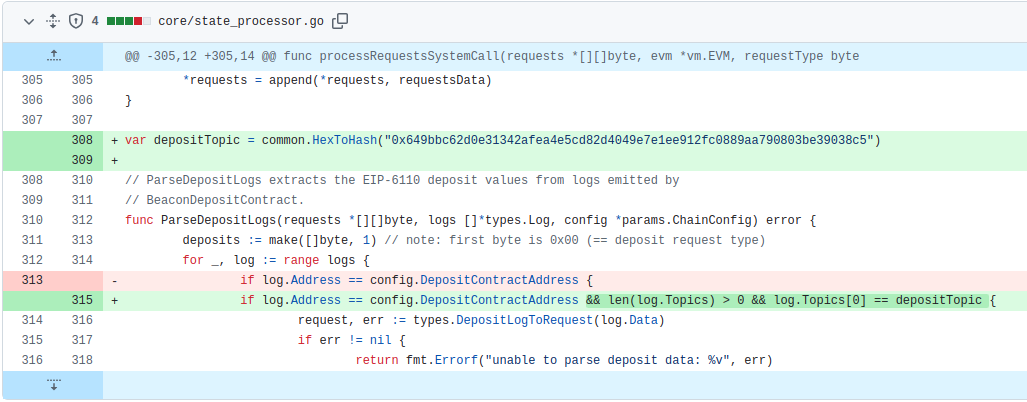 4 core/state_processor.go
@@ -305,12 +305,14 @@ func processRequestsSystemCall(requests *[][]byte, evm *vm.EVM, requestType byte
305 305 *requests = append(*requests, requestsData)
306 306 }
307 307
308 + var depositTopic = common.HexToHash("0x649bbc62d0e31342afea4e5cd82d4049e7e1ee912fc0889aa790803be39038c5")
309 +
308 310 // ParseDepositLogs extracts the EIP-6110 deposit values from logs emitted by
309 311 // BeaconDepositContract.
310 312 func ParseDepositLogs(requests *[][]byte, logs []*types.Log, config *params.ChainConfig) error {
311 313 deposits := make([]byte, 1) // note: first byte is 0x00 (== deposit request type)
312 314 for _, log := range logs {
313 - if log.Address == config.DepositContractAddress {
315 + if log.Address == config.DepositContractAddress && len(log.Topics) > 0 && log.Topics[0] == depositTopic {
314 316 request, err := types.DepositLogToRequest(log.Data)
315 317 if err != nil {
316 318 return fmt.Errorf("unable to parse deposit data: %v", err)